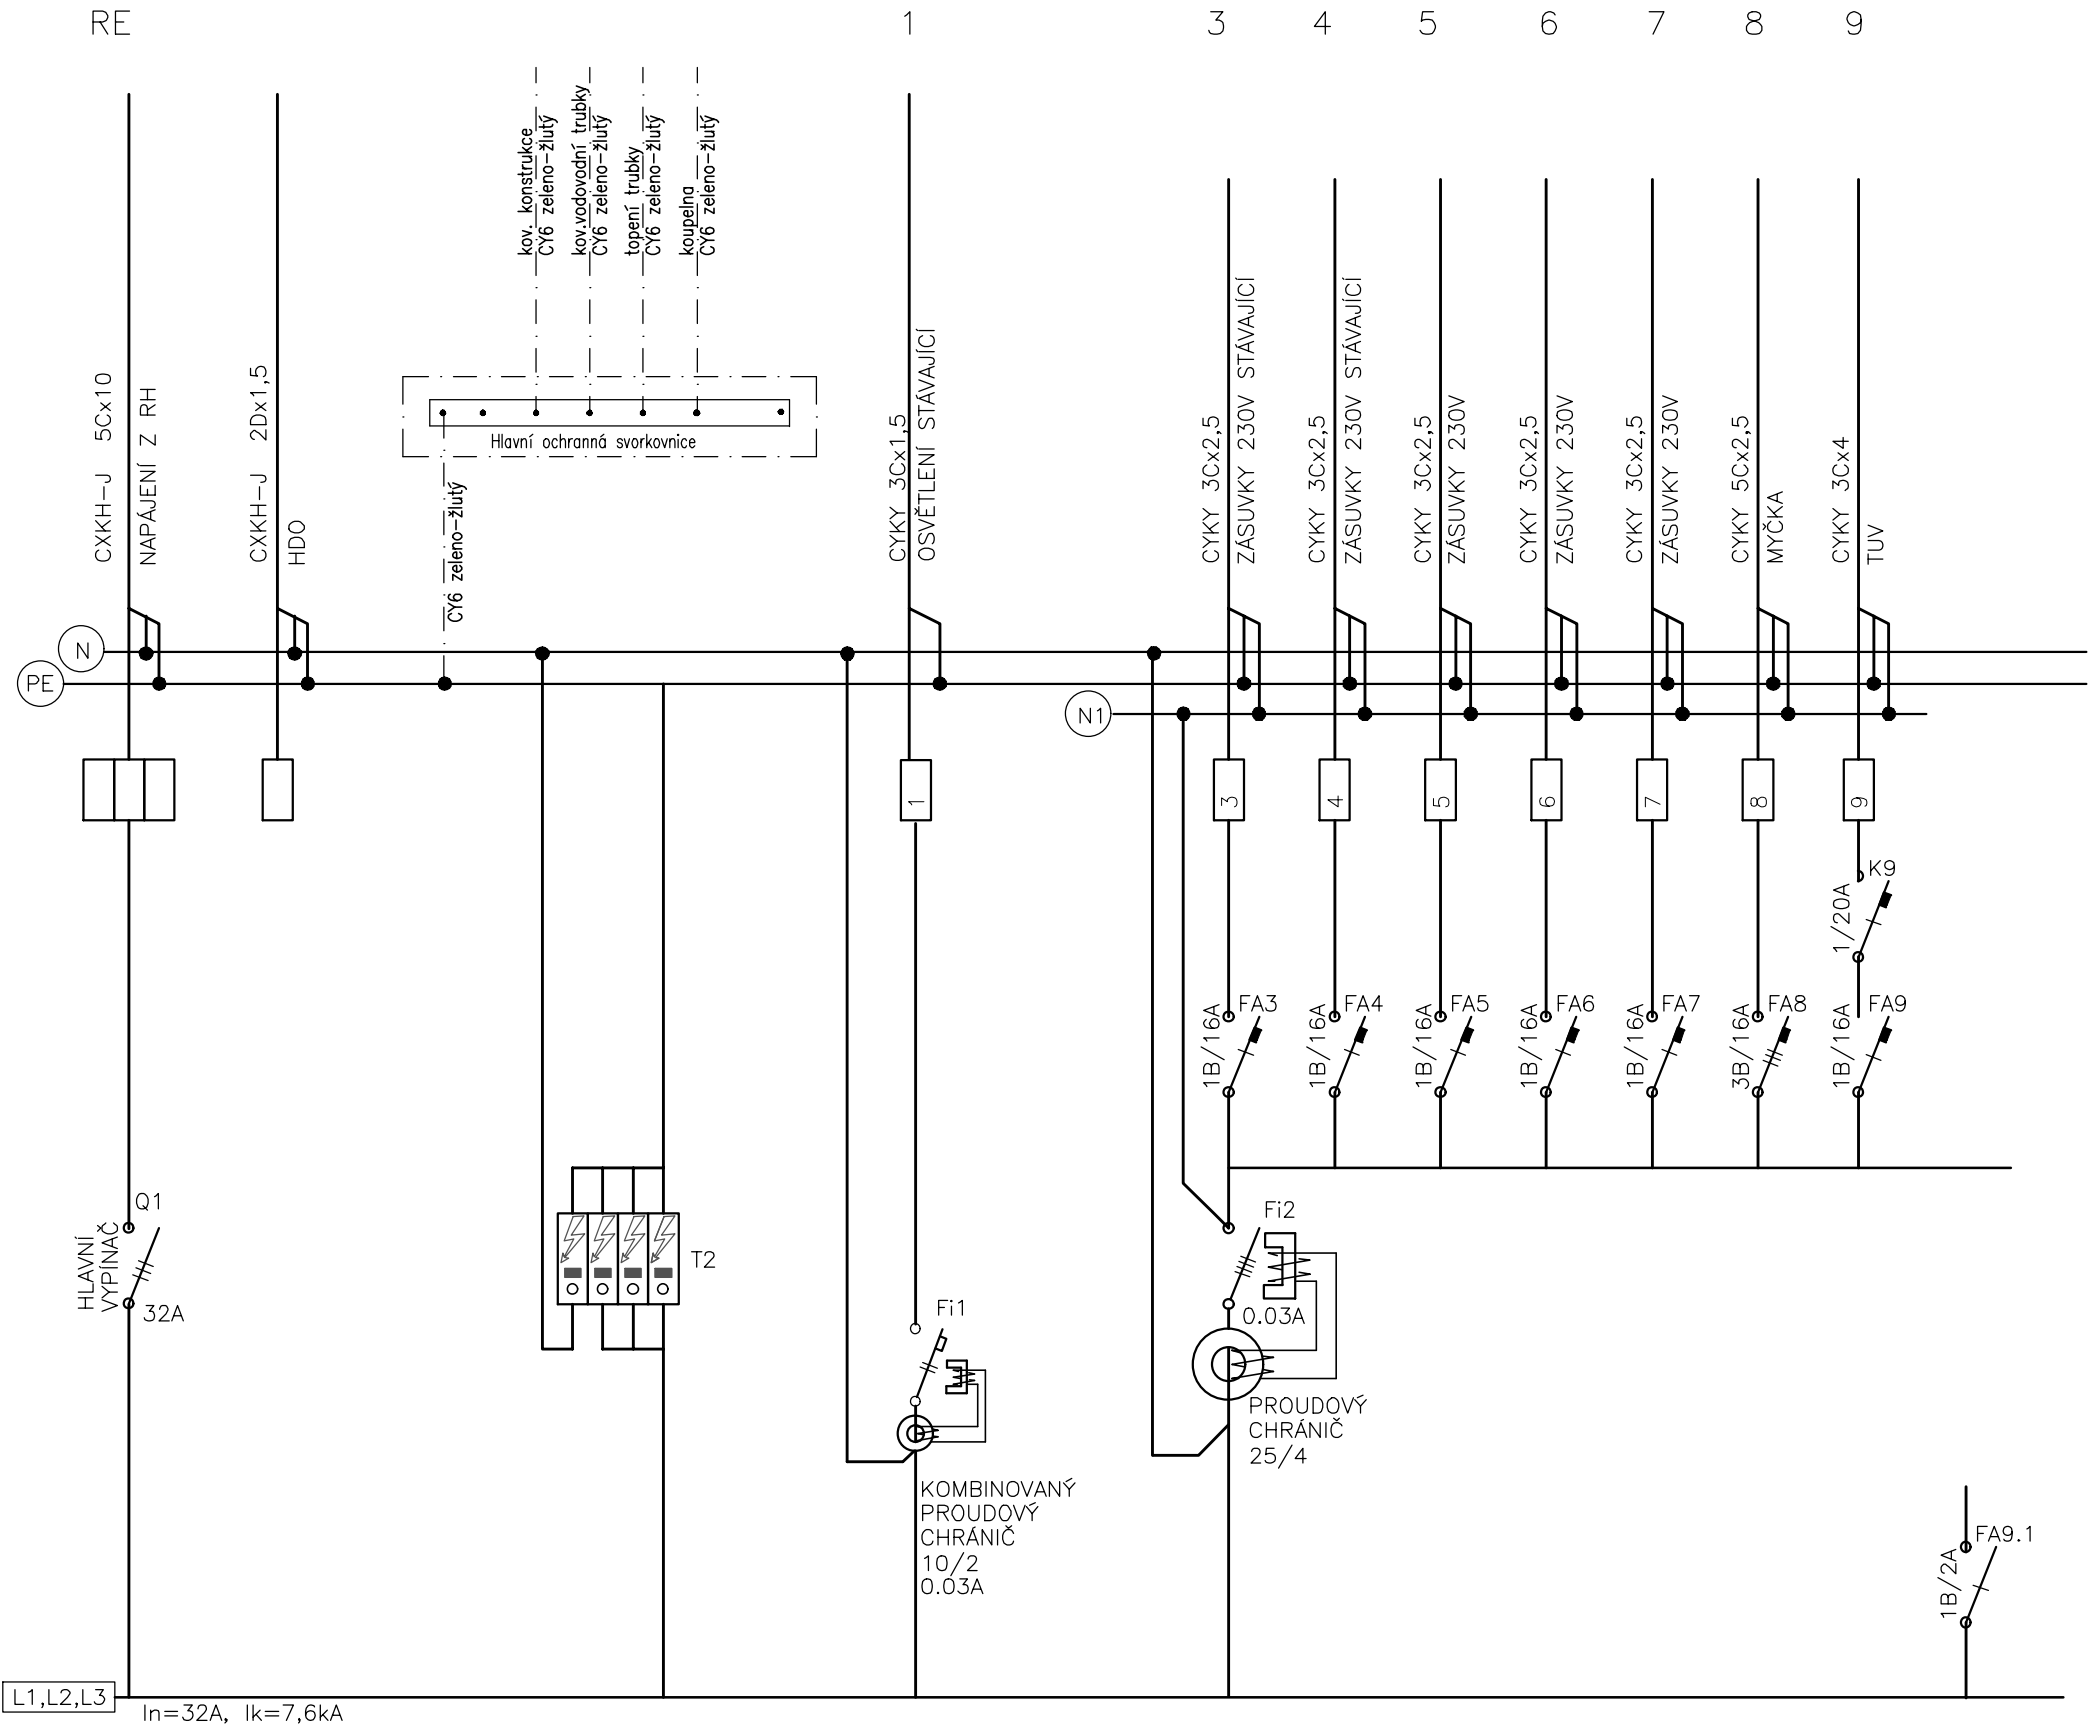 RE
1
3
4
5
6
7
8
9
CXKH-J 5Cx10
NAPÁJENÍ Z RH
CXKH-J 2Dx1,5
HDO
kov. konstrukce
CY6 zeleno-žlutý
kov.vodovodní trubky
CY6 zeleno-žlutý
topení trubky
CY6 zeleno-žlutý
koupelna
CY6 zeleno-žlutý
Hlavní ochranná svorkovnice
CY6 zeleno-žlutý
CYKY 3Cx1,5
OSVĚTLENÍ STÁVAJÍCÍ
CYKY 3Cx2,5
ZÁSUVKY 230V STÁVAJÍCÍ
CYKY 3Cx2,5
ZÁSUVKY 230V STÁVAJÍCÍ
CYKY 3Cx2,5
ZÁSUVKY 230V
CYKY 3Cx2,5
ZÁSUVKY 230V
CYKY 3Cx2,5
ZÁSUVKY 230V
CYKY 5Cx2,5
MYČKA
CYKY 3Cx4
TUV
N
PE
N1
1
3
4
5
6
7
8
9
K9
1/20A
FA3
1B/16A
FA4
1B/16A
FA5
1B/16A
FA6
1B/16A
FA7
1B/16A
FA8
3B/16A
FA9
1B/16A
Q1
HLAVNÍ
VYPÍNAČ
32A
T2
Fi1
KOMBINOVANÝ
PROUDOVÝ
CHRÁNIČ
10/2
0.03A
Fi2
0.03A
PROUDOVÝ
CHRÁNIČ
25/4
FA9.1
1B/2A
L1,L2,L3
In=32A, Ik=7,6kA